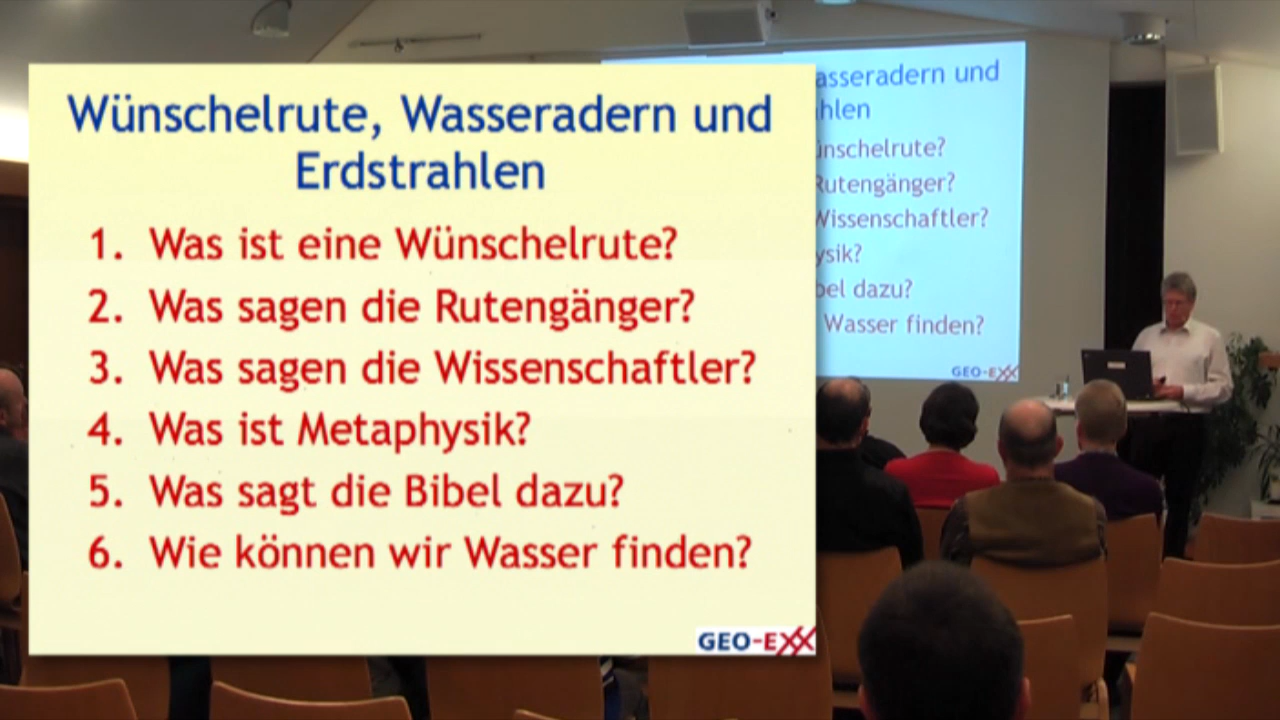 Wünschelrute, Wasseradern und
Erdstrahlen
1. Was ist eine Wünschelrute?
2. Was sagen die Rutengänger?
3. Was sagen die Wissenschaftler?
4. Was ist Metaphysik?
5. Was sagt die Bibel dazu?
6. Wie können wir Wasser finden?
GEO-EXX
asseradern und
hlen
ünschelrute?
Rutengänger?
Wissenschaftler?
ysik?
bel dazu?
Wasser finden?
GEO-EXX